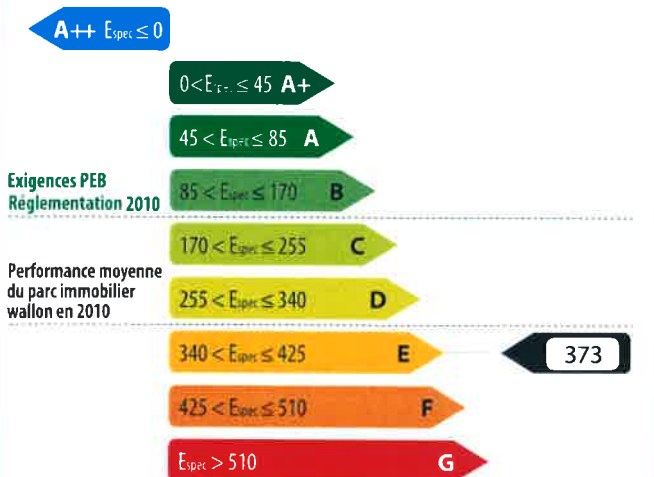 A++ Espec ≤ 0
0 < Espec ≤ 45 A+
45 < Espec ≤ 85 A
Exigences PEB
Réglementation 2010
85 < Espec ≤ 170 B
170 < Espec ≤ 255 C
Performance moyenne
du parc immobilier
wallon en 2010
255 < Espec ≤ 340 D
340 < Espec ≤ 425 E
373
425 < Espec ≤ 510 F
Espec > 510 G